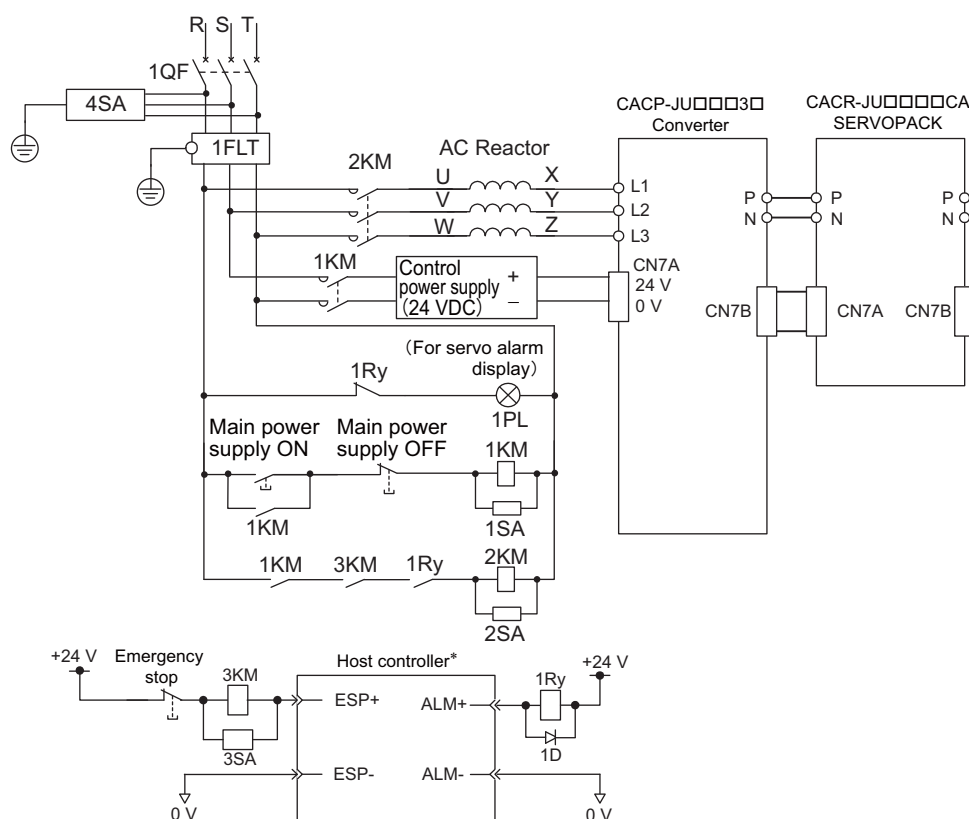 R S T
1QF
4SA
1FLT
2KM
AC Reactor
U X
V Y
W Z
CACP-JU□□□3□
Converter
CACR-JU□□□□CA
SERVOPACK
L1
L2
L3
P
N
P
N
P
N
1KM
Control
power supply
(24 VDC)
+
−
CN7A
24 V
0 V
CN7B
CN7A
CN7B
(For servo alarm
display)
1Ry
1PL
Main power
supply ON
Main power
supply OFF
1KM
1KM
1SA
1KM
3KM
1Ry
2KM
2SA
+24 V
Emergency
stop
3KM
3SA
Host controller*
ESP+
ALM+
1Ry
+24 V
1D
ESP-
ALM-
0 V
0 V